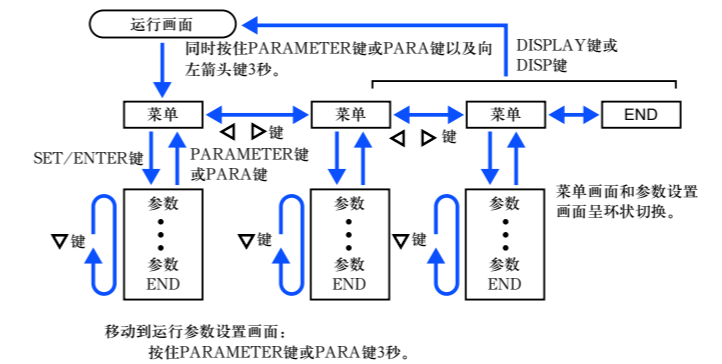 运行画面
同时按住PARAMETER键或PARA键以及向
左箭头键3秒。
DISPLAY键或
DISP键
菜单
菜单
菜单
END
键
键
SET/ENTER键
PARAMETER键
或PARA键
菜单画面和参数设置
画面呈环状切换。
参数
参数
END
键
参数
参数
END
键
参数
参数
END
键
移动到运行参数设置画面：
按住PARAMETER键或PARA键3秒。